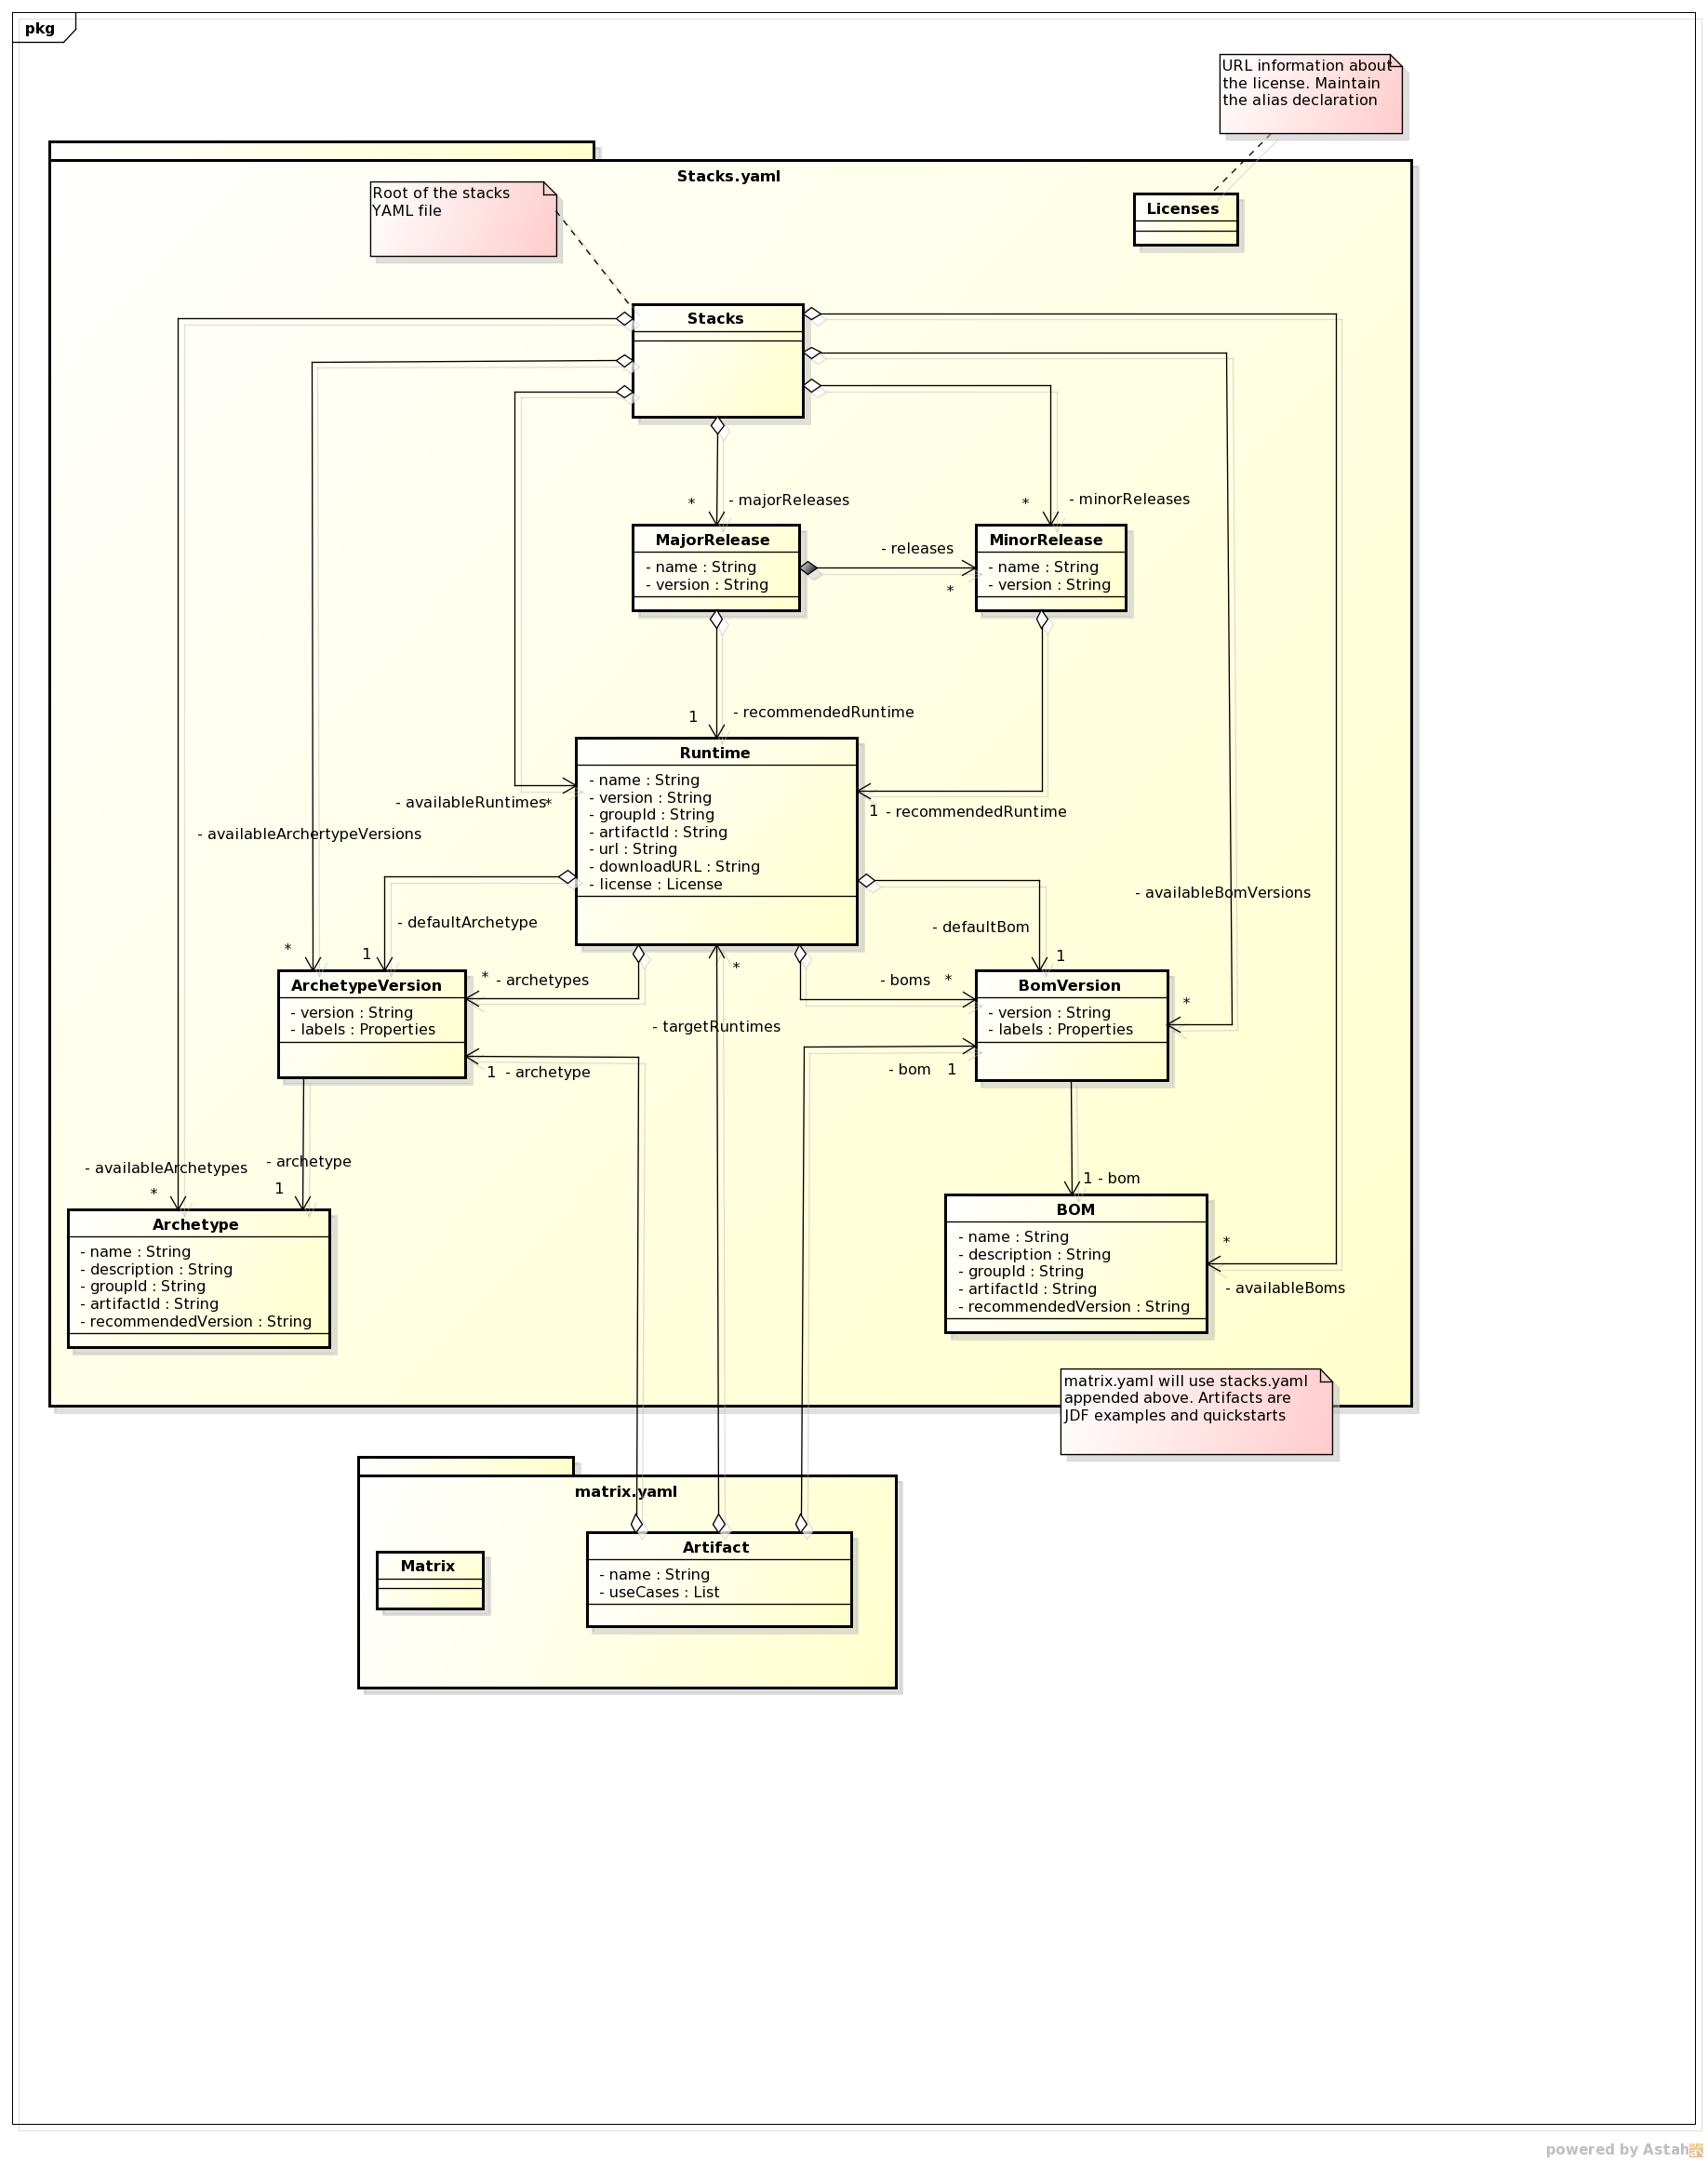 pkg
URL information about
the license. Maintain
the alias declaration
Stacks.yaml
Root of the stacks
YAML file
Licenses
Stacks
*
- majorReleases
*
- minorReleases
MajorRelease
- name : String
- version : String
- releases
*
MinorRelease
- name : String
- version : String
1
- recommendedRuntime
Runtime
- name : String
- version : String
- groupId : String
- artifactId : String
- url : String
- downloadURL : String
- license : License
- availableRuntimes*
1 - recommendedRuntime
- availableArchertypeVersions
- availableBomVersions
- defaultArchetype
- defaultBom
*
1
1
*
* - archetypes
- boms *
ArchetypeVersion
- version : String
- labels : Properties
BomVersion
- version : String
- labels : Properties
*
- targetRuntimes
1 - archetype
- bom 1
- availableArchetypes
- archetype
*
1
1 - bom
Archetype
- name : String
- description : String
- groupId : String
- artifactId : String
- recommendedVersion : String
BOM
- name : String
- description : String
- groupId : String
- artifactId : String
- recommendedVersion : String
*
- availableBoms
matrix.yaml will use stacks.yaml
appended above. Artifacts are
JDF examples and quickstarts
matrix.yaml
Matrix
Artifact
- name : String
- useCases : List
powered by Astah